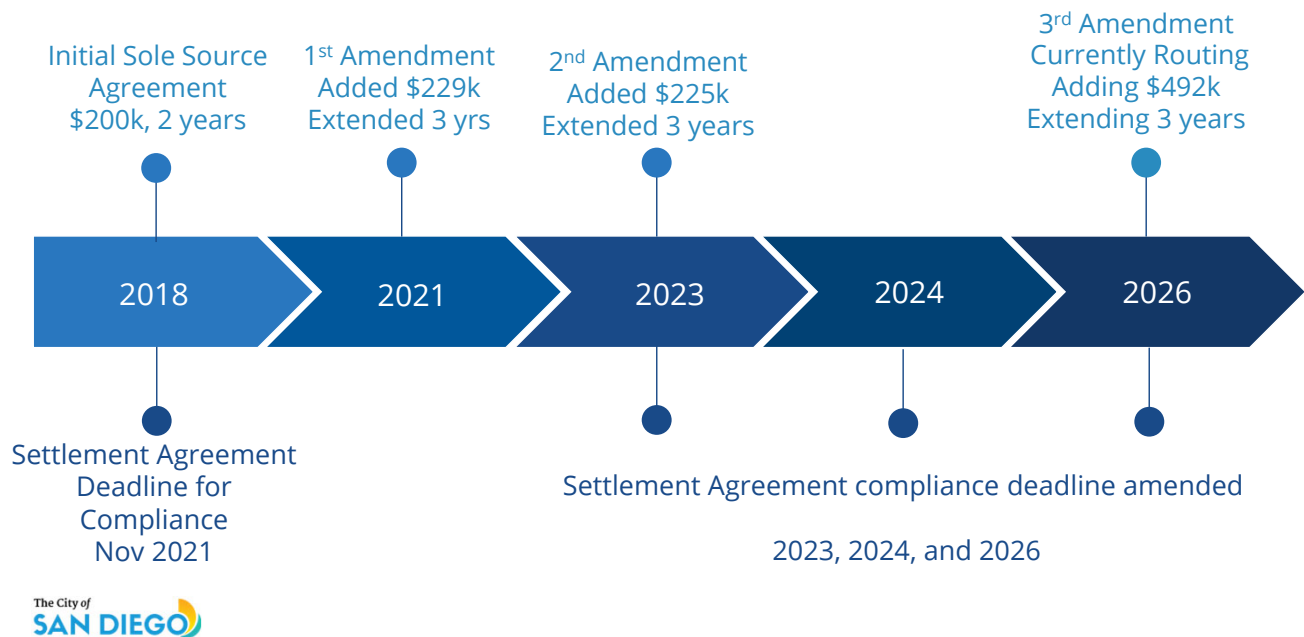 Initial Sole Source
Agreement
$200k, 2 years
1st Amendment
Added $229k
Extended 3 yrs
2nd Amendment
Added $225k
Extended 3 years
3rd Amendment
Currently Routing
Adding $492k
Extending 3 years
2018
2021
2023
2024
2026
Settlement Agreement
Deadline for
Compliance
Nov 2021
Settlement Agreement compliance deadline amended
2023, 2024, and 2026
The City of
SAN DIEGO